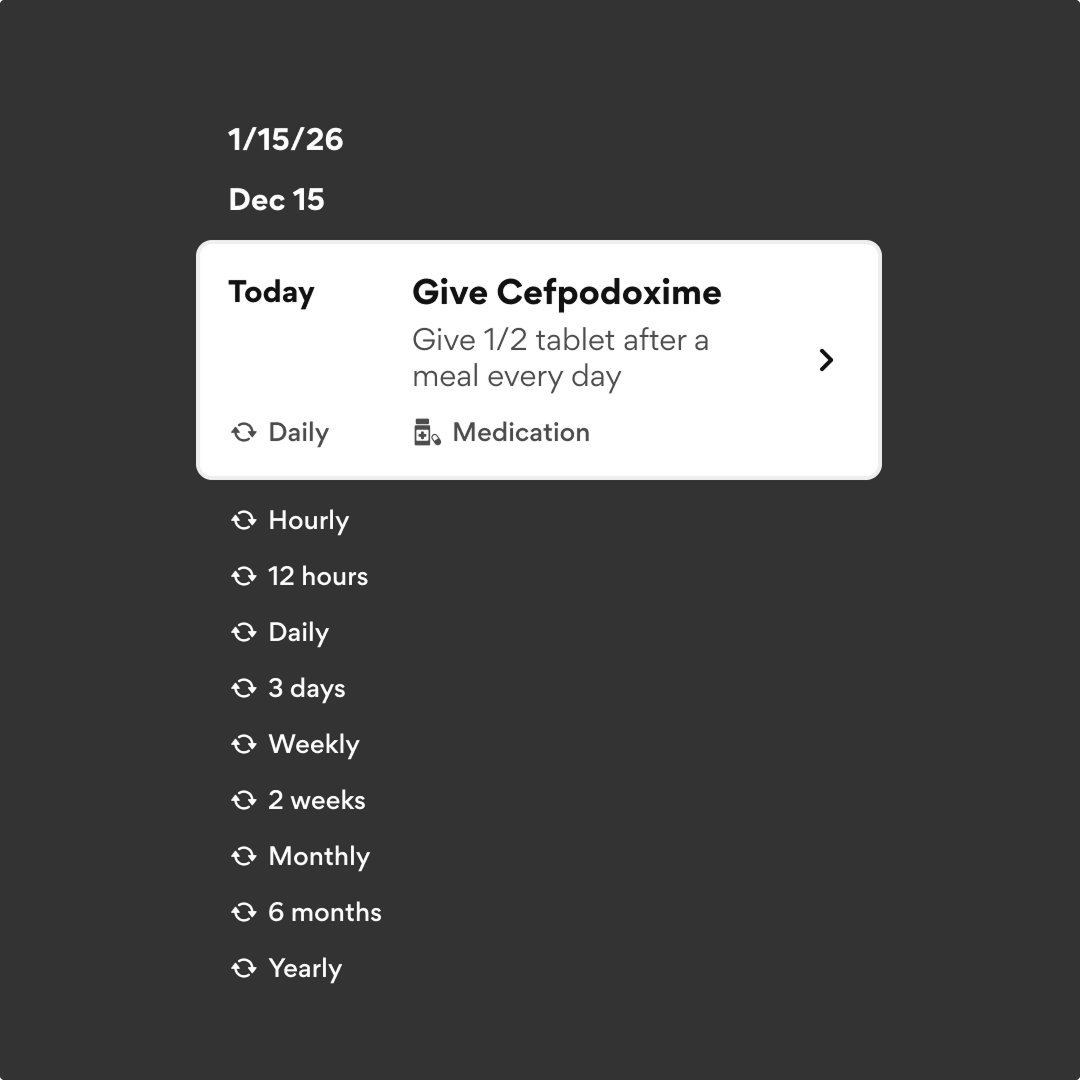 1/15/26
Dec 15
Today
Give Cefpodoxime
Give 1/2 tablet after a
meal every day
Daily
Medication
Hourly
12 hours
Daily
3 days
Weekly
2 weeks
Monthly
6 months
Yearly